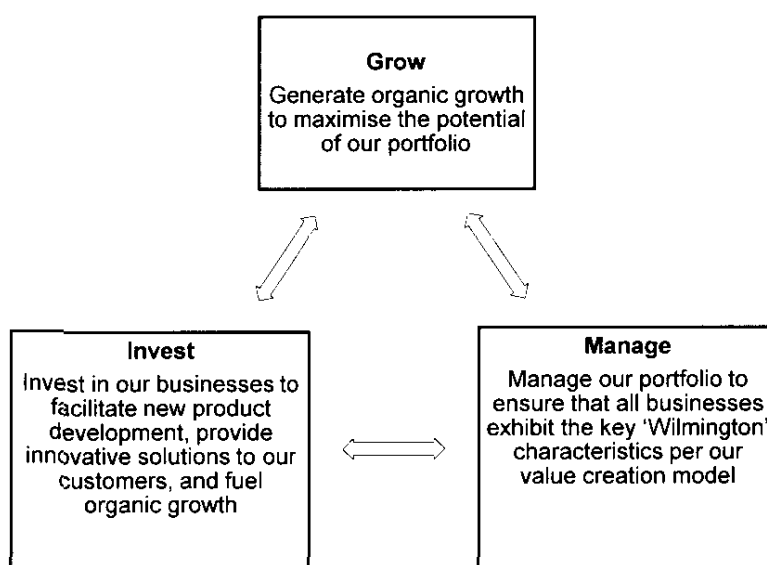 Grow
Generate organic growth
to maximise the potential
of our portfolio
Invest
Invest in our businesses to
facilitate new product
development, provide
innovative solutions to our
customers, and fuel
organic growth
Manage
Manage our portfolio to
ensure that all businesses
exhibit the key ‘Wilmington’
characteristics per our
value creation model